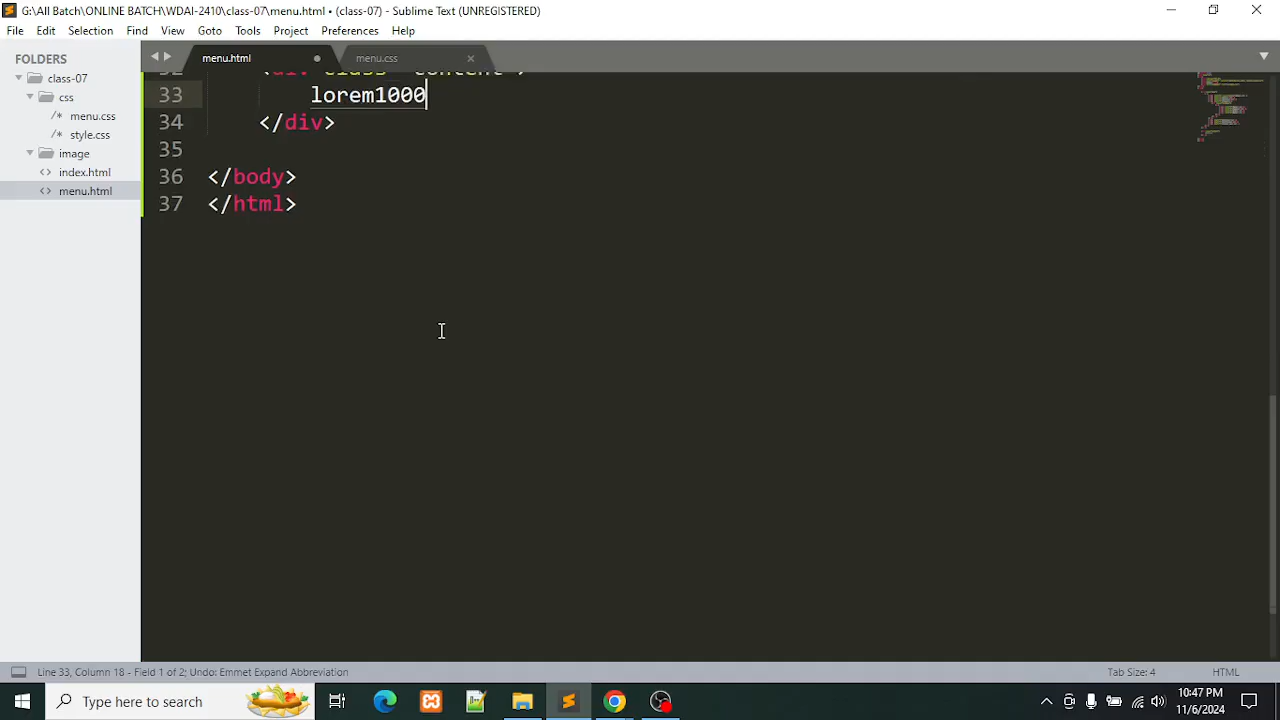 G:\All Batch\ONLINE BATCH\WDAI-2410\class-07\menu.html • (class-07) - Sublime Text (UNREGISTERED)
File Edit Selection Find View Goto Tools Project Preferences Help
FOLDERS
class-07
css
/* menu.css
/* style.css
image
<> index.html
<> menu.html
menu.html
menu.css
32 <div class="content">
33 lorem1000
34 </div>
35
36 </body>
37 </html>
Line 33, Column 18 - Field 1 of 2; Undo: Emmet Expand Abbreviation
Tab Size: 4
HTML
Type here to search
10:47 PM
11/6/2024